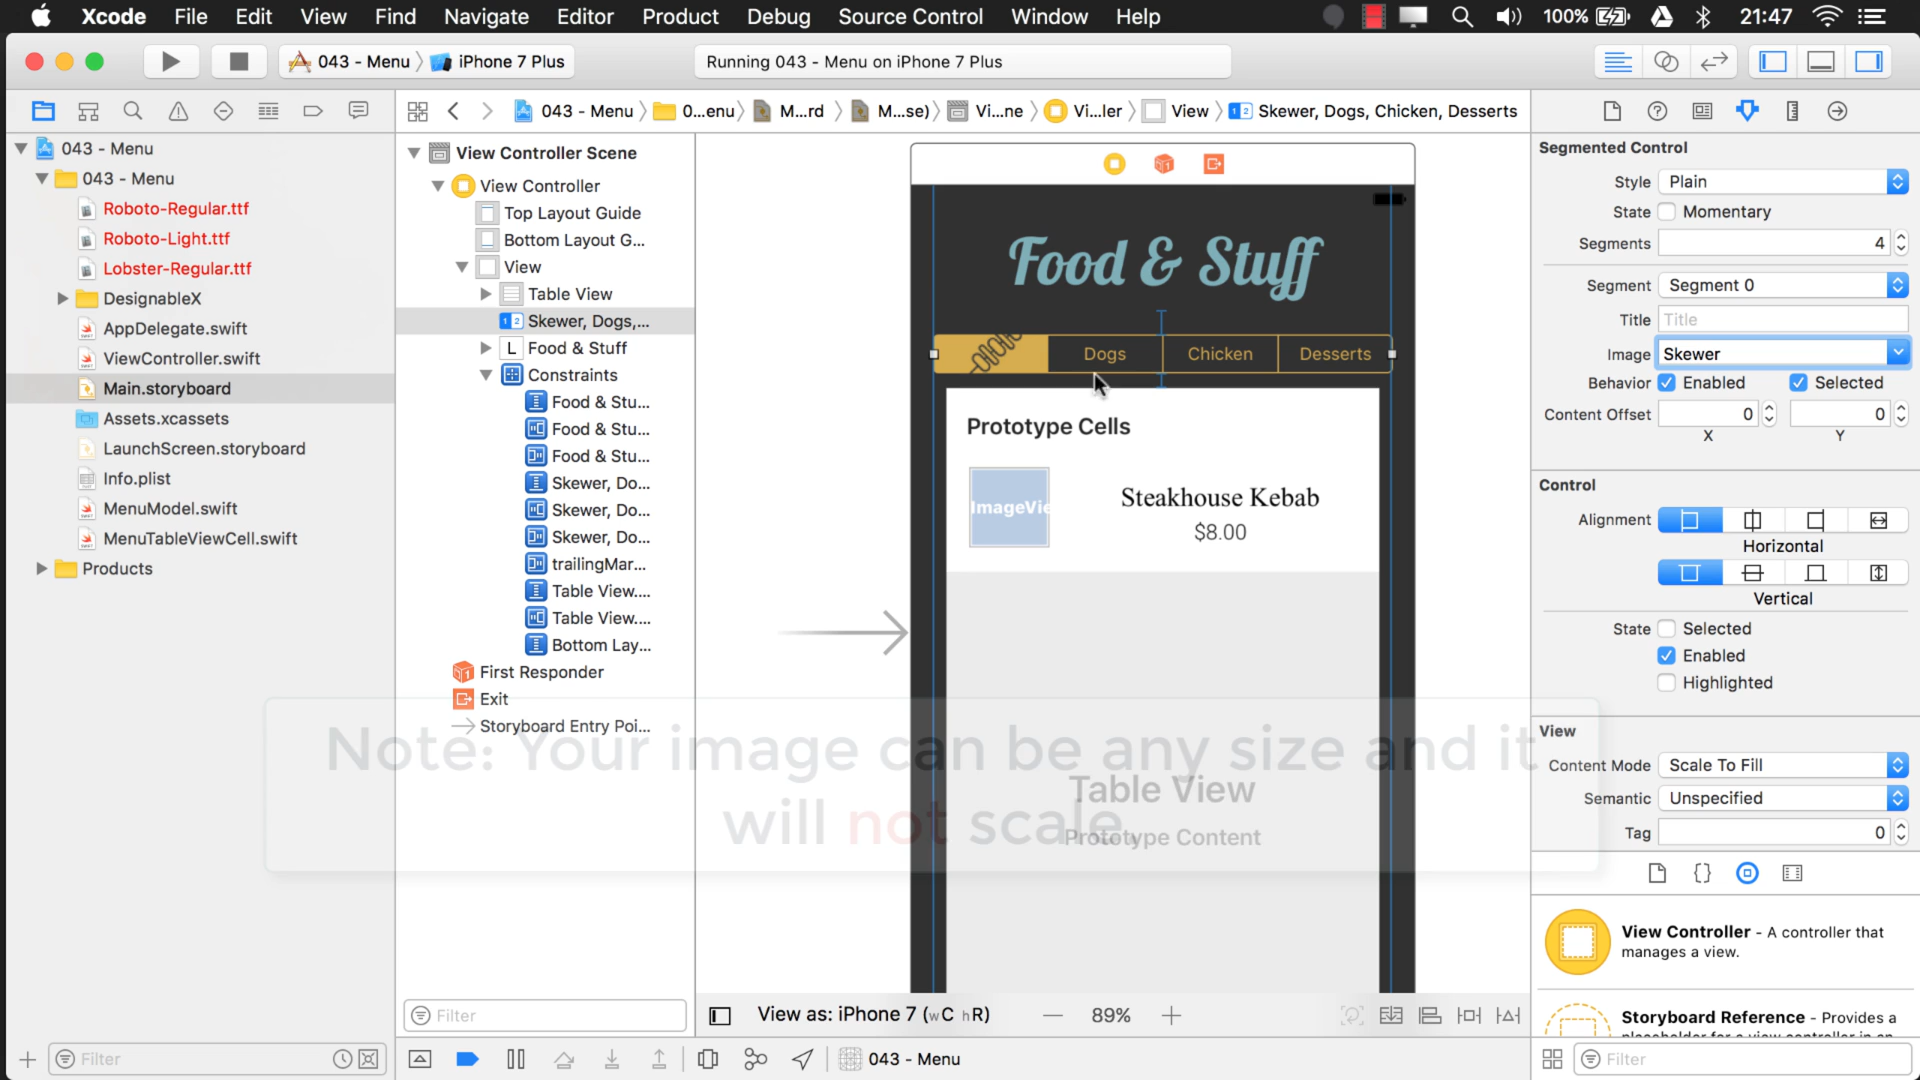 Xcode File Edit View Find Navigate Editor Product Debug Source Control Window Help 100% 21:47
043 - Menu iPhone 7 Plus Running 043 - Menu on iPhone 7 Plus
043 - Menu 0...enu M...rd M...se) Vi...ne Vi...ler View Skewer, Dogs, Chicken, Desserts
043 - Menu
043 - Menu
Roboto-Regular.ttf
Roboto-Light.ttf
Lobster-Regular.ttf
DesignableX
AppDelegate.swift
ViewController.swift
Main.storyboard
Assets.xcassets
LaunchScreen.storyboard
Info.plist
MenuModel.swift
MenuTableViewCell.swift
Products
Filter
View Controller Scene
View Controller
Top Layout Guide
Bottom Layout G...
View
Table View
Skewer, Dogs,...
L Food & Stuff
Constraints
Food & Stu...
Food & Stu...
Food & Stu...
Skewer, Do...
Skewer, Do...
Skewer, Do...
trailingMar...
Table View....
Table View....
Bottom Lay...
First Responder
Exit
Storyboard Entry Poi...
Filter
Food & Stuff
Dogs Chicken Desserts
Prototype Cells
ImageVie
Steakhouse Kebab
$8.00
Table View
Prototype Content
Note: Your image can be any size and it
will not scale
View as: iPhone 7 (wC hR) 89%
043 - Menu
Segmented Control
Style Plain
State Momentary
Segments 4
Segment Segment 0
Title Title
Image Skewer
Behavior Enabled Selected
Content Offset 0 0
X Y
Control
Alignment
Horizontal
Vertical
State Selected
Enabled
Highlighted
View
Content Mode Scale To Fill
Semantic Unspecified
Tag 0
View Controller - A controller that
manages a view.
Storyboard Reference - Provides a
placeholder for a view controller in an
Filter